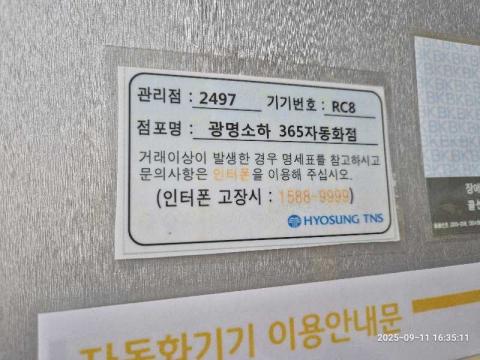 관리점 : 2497 기기번호 : RC8
점포명 : 광명소하 365자동화점
거래이상이 발생한 경우 명세표를 참고하시고
문의사항은 인터폰을 이용해 주십시오.
(인터폰 고장시 : 1588-9999)
HYOSUNG TNS
자동화기기 이용안내문
2025-09-11 16:35:11